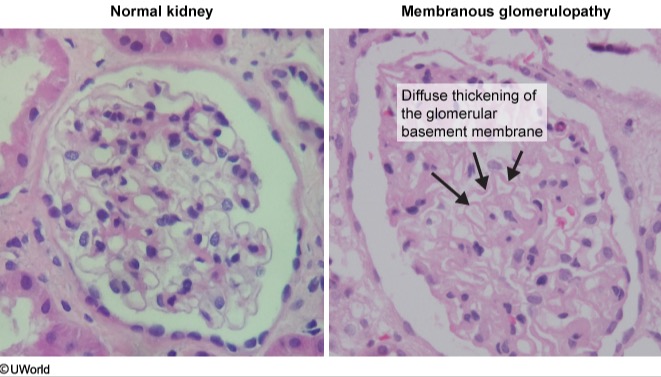 Normal kidney
Membranous glomerulopathy
Diffuse thickening of
the glomerular
basement membrane
©UWorld